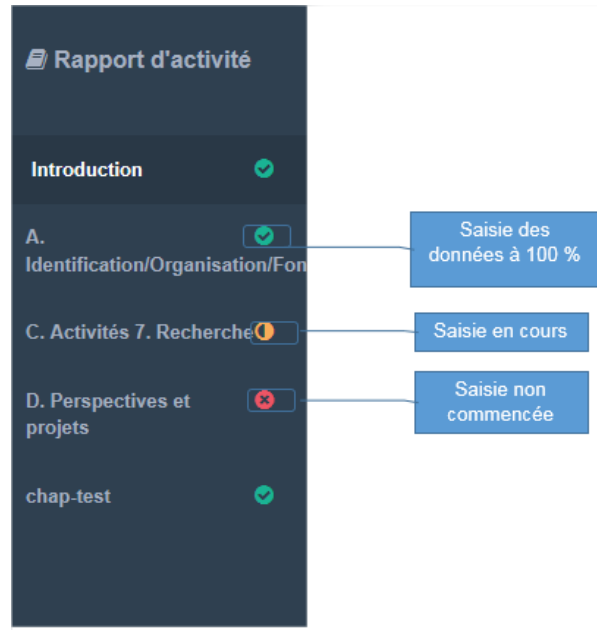 Rapport d'activité
Introduction
A.
Identification/Organisation/Fon
Saisie des
données à 100 %
C. Activités 7. Recherche
Saisie en cours
D. Perspectives et
projets
Saisie non
commencée
chap-test